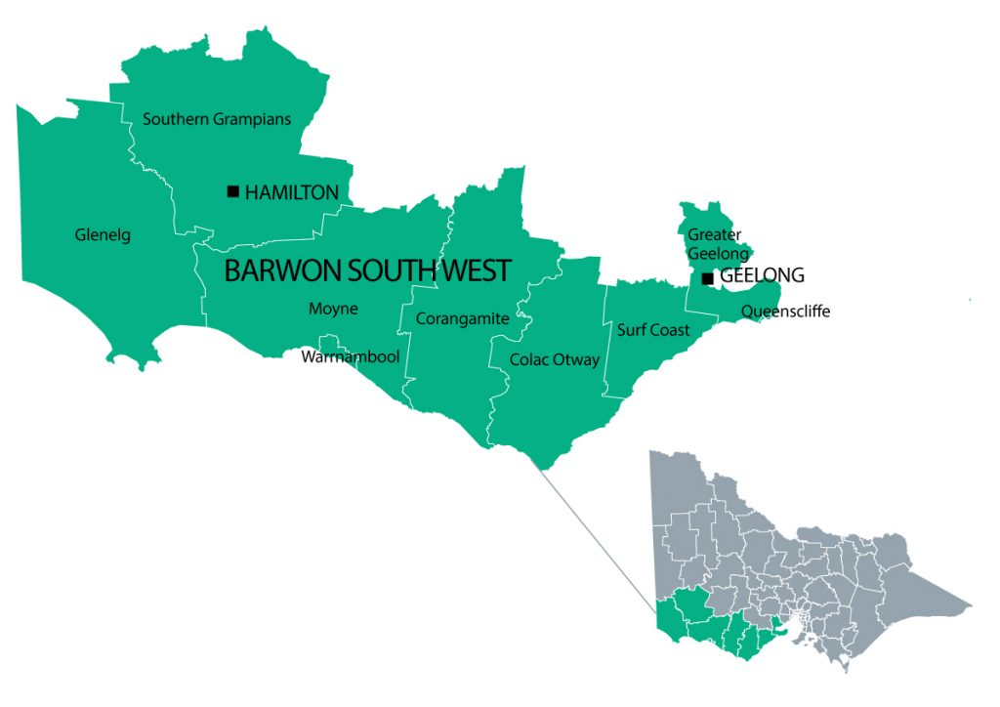 Southern Grampians
HAMILTON
Glenelg
Greater
Geelong
BARWON SOUTH WEST
GEELONG
Moyne
Corangamite
Queenscliffe
Surf Coast
Warrnambool
Colac Otway